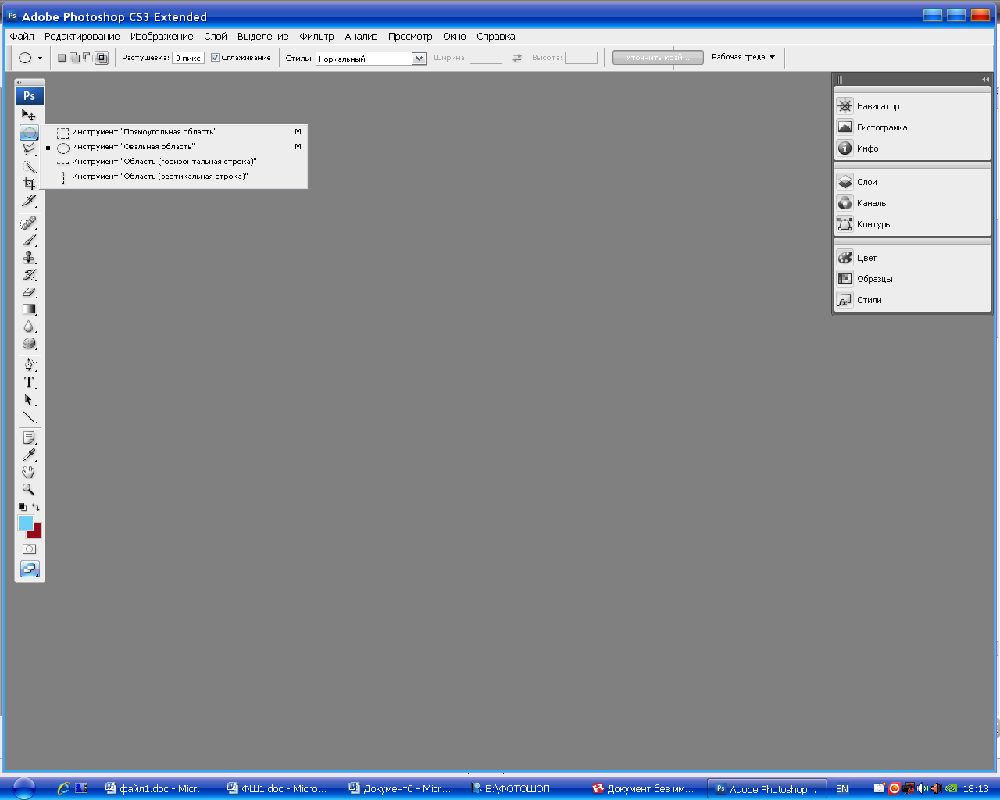 Ps Adobe Photoshop CS3 Extended
Файл Редактирование Изображение Слой Выделение Фильтр Анализ Просмотр Окно Справка
Растушевка: 0 пикс Сглаживание Стиль: Нормальный Ширина: Высота: Уточнить край... Рабочая среда
Ps
Инструмент "Прямоугольная область" M
Инструмент "Овальная область" M
Инструмент "Область (горизонтальная строка)"
Инструмент "Область (вертикальная строка)"
T
Навигатор
Гистограмма
Инфо
Слои
Каналы
Контуры
Цвет
Образцы
Стили
файл1.doc - Micr... ФШ1.doc - Micro... Документ6 - Micr... E:\ФОТОШОП Документ без им... Ps Adobe Photoshop... EN 18:13